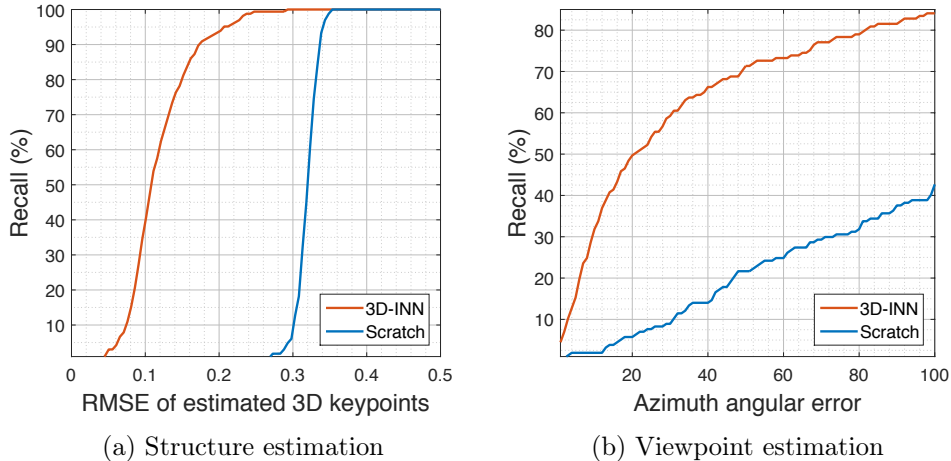 100
90
80
70
60
50
40
30
20
10
0
0.1
0.2
0.3
0.4
0.5
Recall (%)
RMSE of estimated 3D keypoints
3D-INN
Scratch
(a) Structure estimation
80
70
60
50
40
30
20
10
20
40
60
80
100
Recall (%)
Azimuth angular error
3D-INN
Scratch
(b) Viewpoint estimation